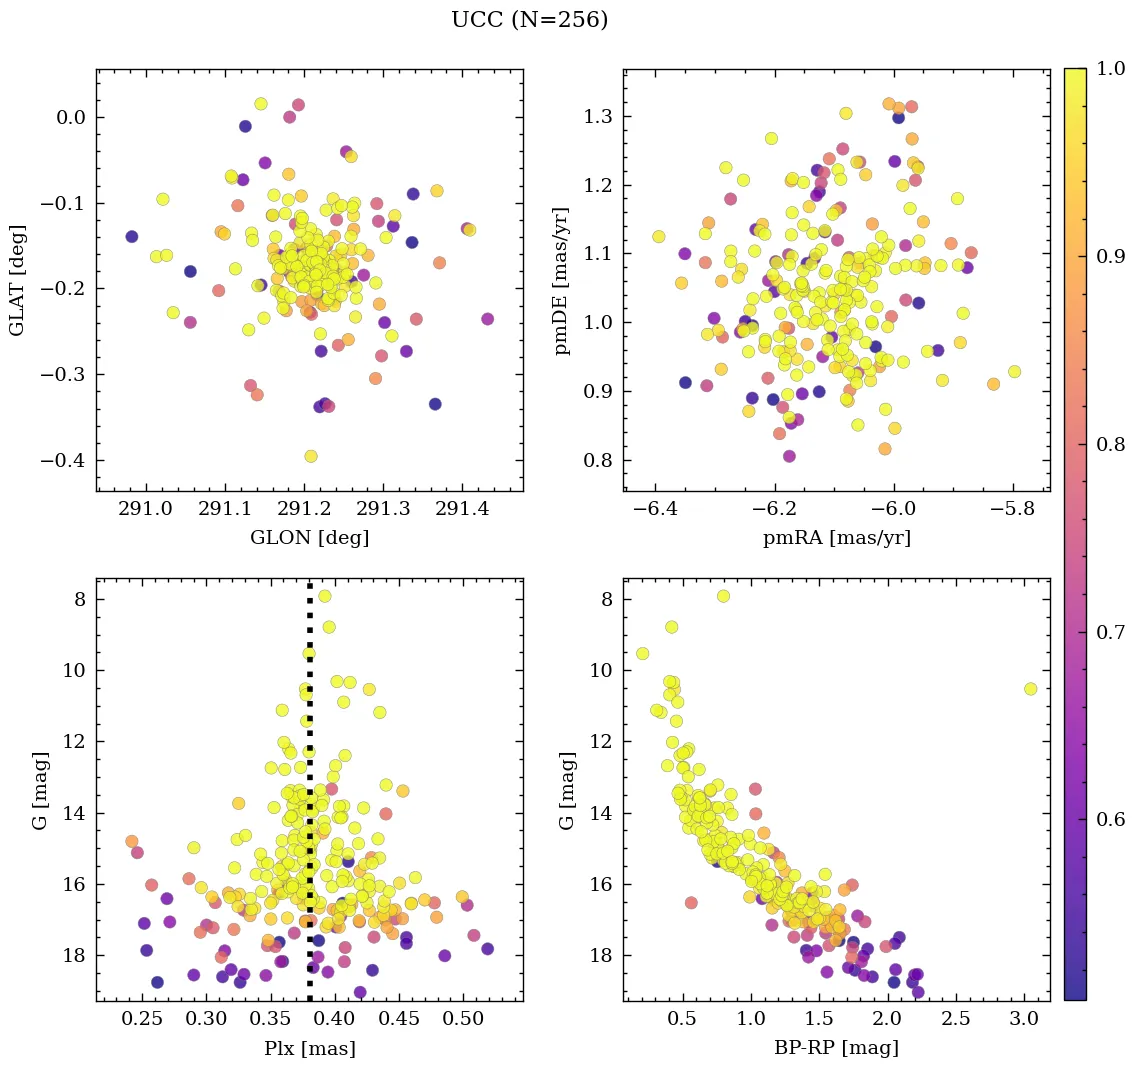 UCC (N=256)
0.0
−0.1
−0.2
−0.3
−0.4
GLAT [deg]
291.0 291.1 291.2 291.3 291.4
GLON [deg]
1.3
1.2
1.1
1.0
0.9
0.8
pmDE [mas/yr]
−6.4 −6.2 −6.0 −5.8
pmRA [mas/yr]
8
10
12
14
16
18
G [mag]
0.25 0.30 0.35 0.40 0.45 0.50
Plx [mas]
8
10
12
14
16
18
G [mag]
0.5 1.0 1.5 2.0 2.5 3.0
BP-RP [mag]
1.0
0.9
0.8
0.7
0.6